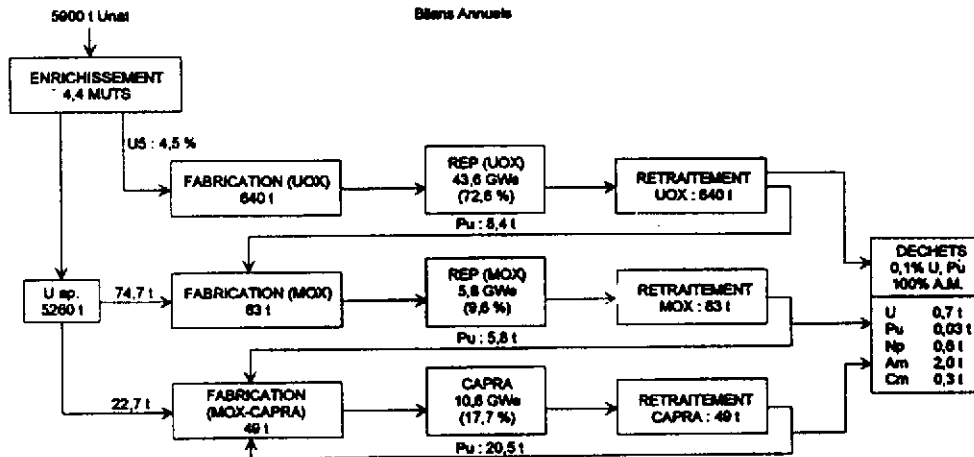 5900 t Unat
Bilans Annuels
ENRICHISSEMENT
4,4 MUTS
U5 : 4,5 %
FABRICATION (UOX)
640 t
REP (UOX)
43,6 GWe
(72,6 %)
RETRAITEMENT
UOX : 640 t
Pu : 8,4 t
DECHETS
0,1% U, Pu
100% A.M.
U ap.
5260 t
74,7 t
FABRICATION (MOX)
83 t
REP (MOX)
5,8 GWe
(9,6 %)
RETRAITEMENT
MOX : 83 t
U 0,7 t
Pu 0,03 t
Np 0,8 t
Am 2,0 t
Cm 0,3 t
Pu : 5,8 t
22,7 t
FABRICATION
(MOX-CAPRA)
49 t
CAPRA
10,6 GWe
(17,7 %)
RETRAITEMENT
CAPRA : 49 t
Pu : 20,5 t